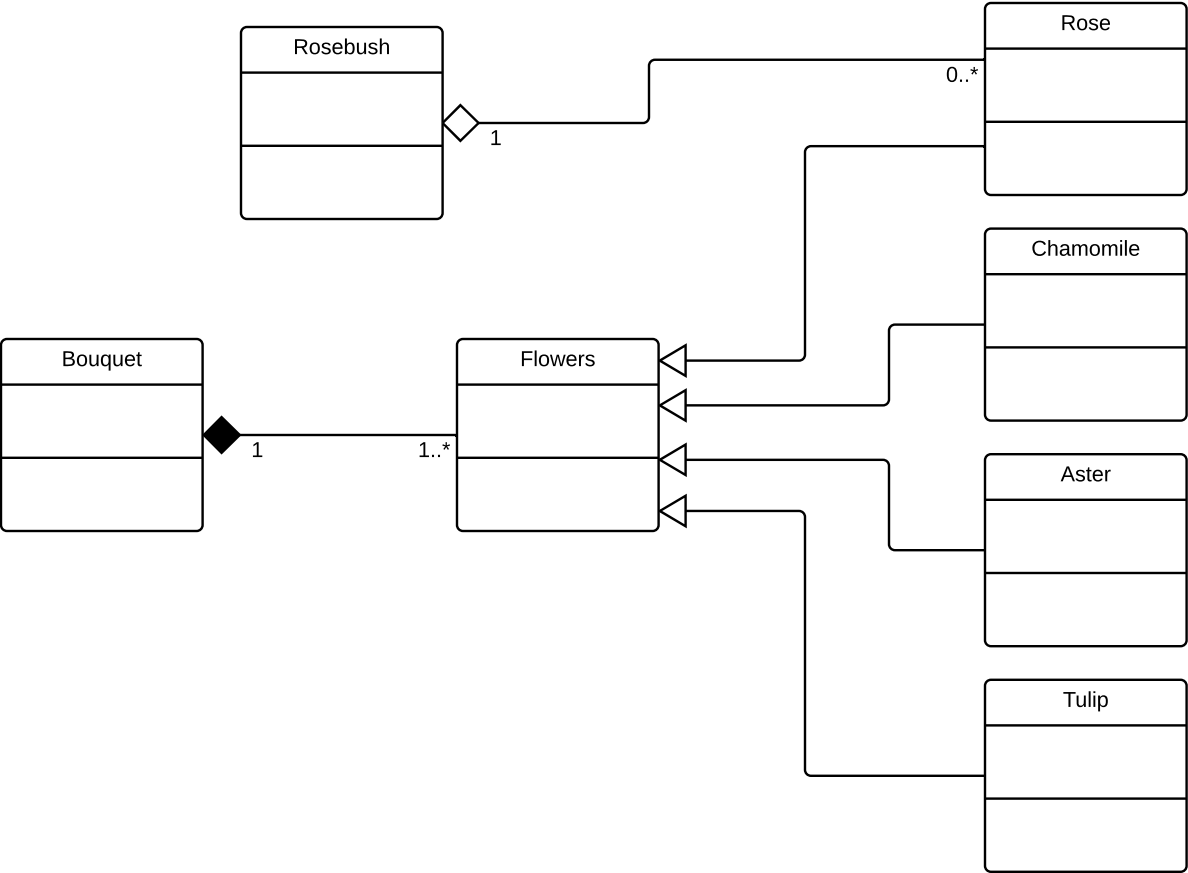 Rosebush
Rose
0..*
1
Chamomile
Bouquet
Flowers
1
1..*
Aster
Tulip